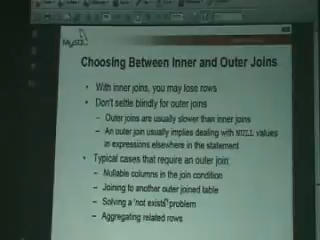 MySQL
Choosing Between Inner and Outer Joins
• With inner joins, you may lose rows
• Don't settle blindly for outer joins
– Outer joins are usually slower than inner joins
– An outer join usually implies dealing with NULL values
in expressions elsewhere in the statement
• Typical cases that require an outer join:
– Nullable columns in the join condition
– Joining to another outer joined table
– Solving a 'not exists' problem
– Aggregating related rows